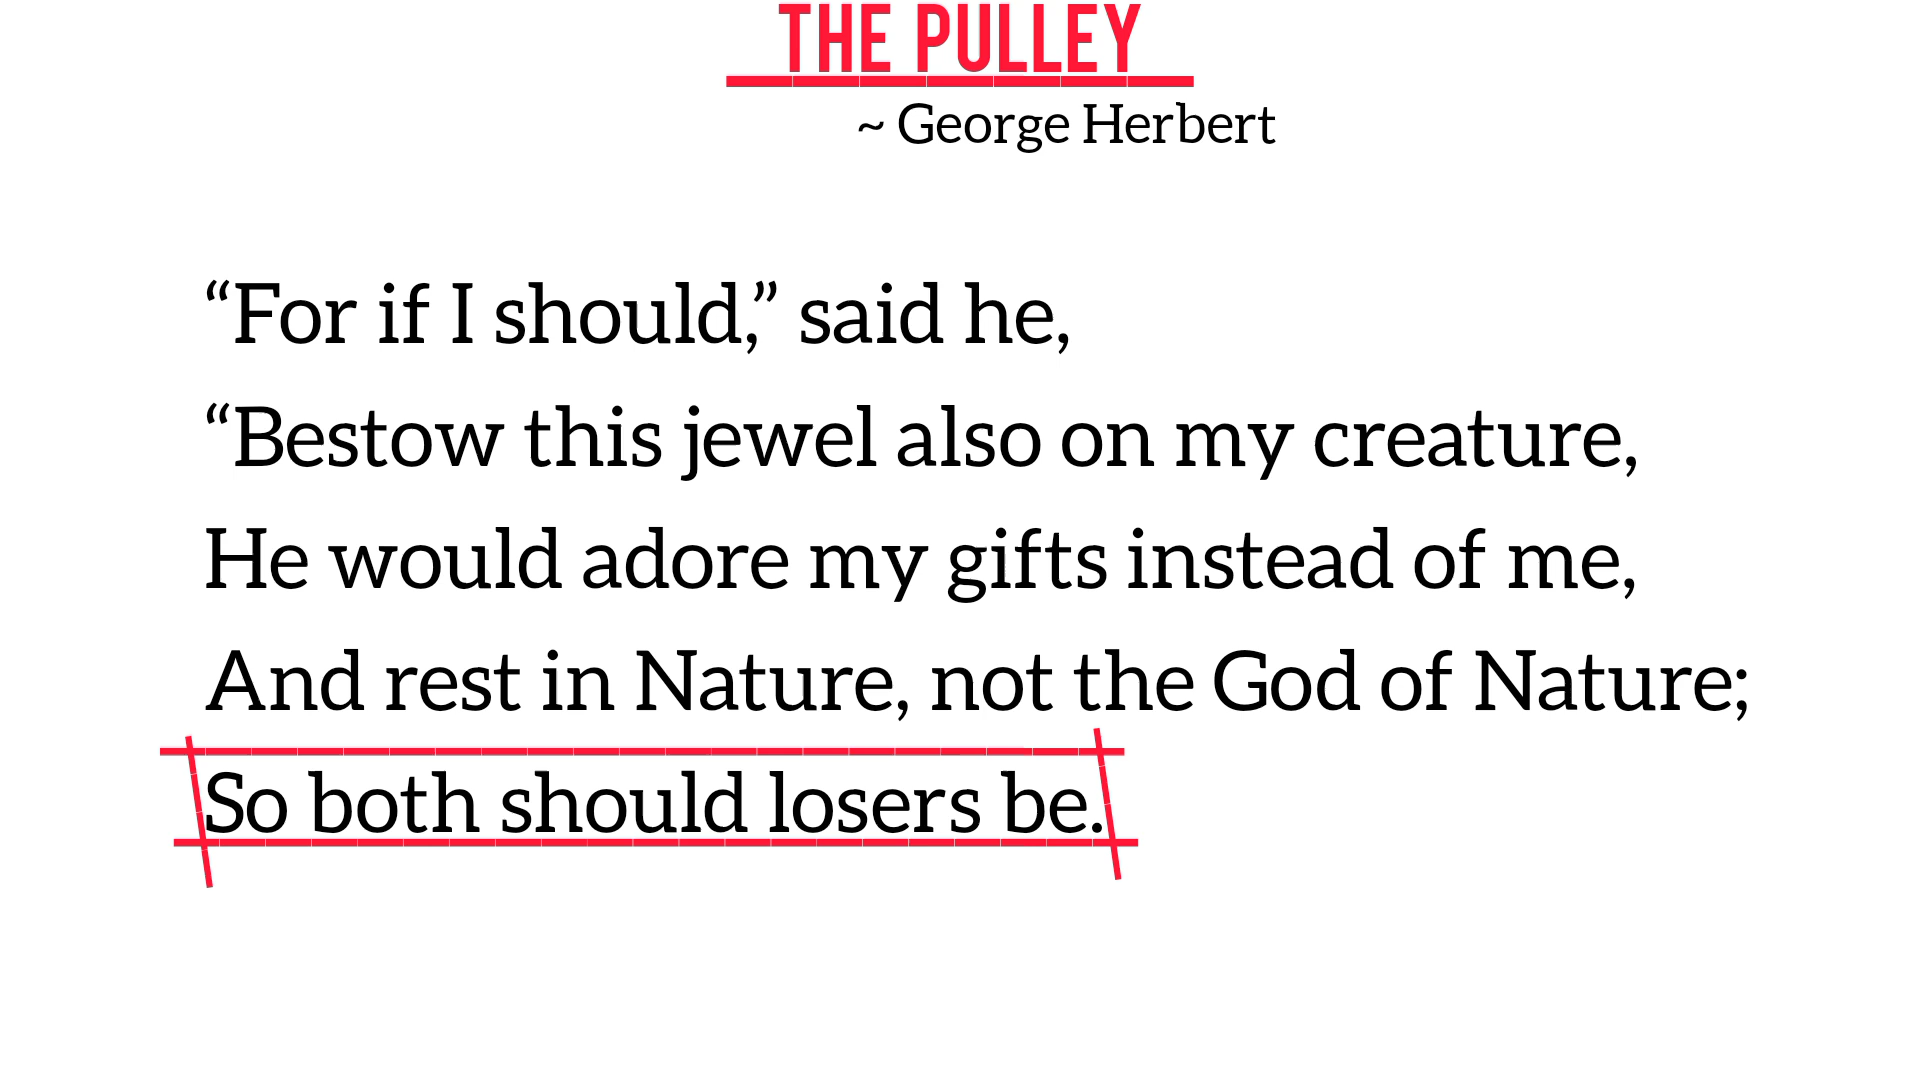 THE PULLEY
~ George Herbert
“For if I should,” said he,
“Bestow this jewel also on my creature,
He would adore my gifts instead of me,
And rest in Nature, not the God of Nature;
So both should losers be.